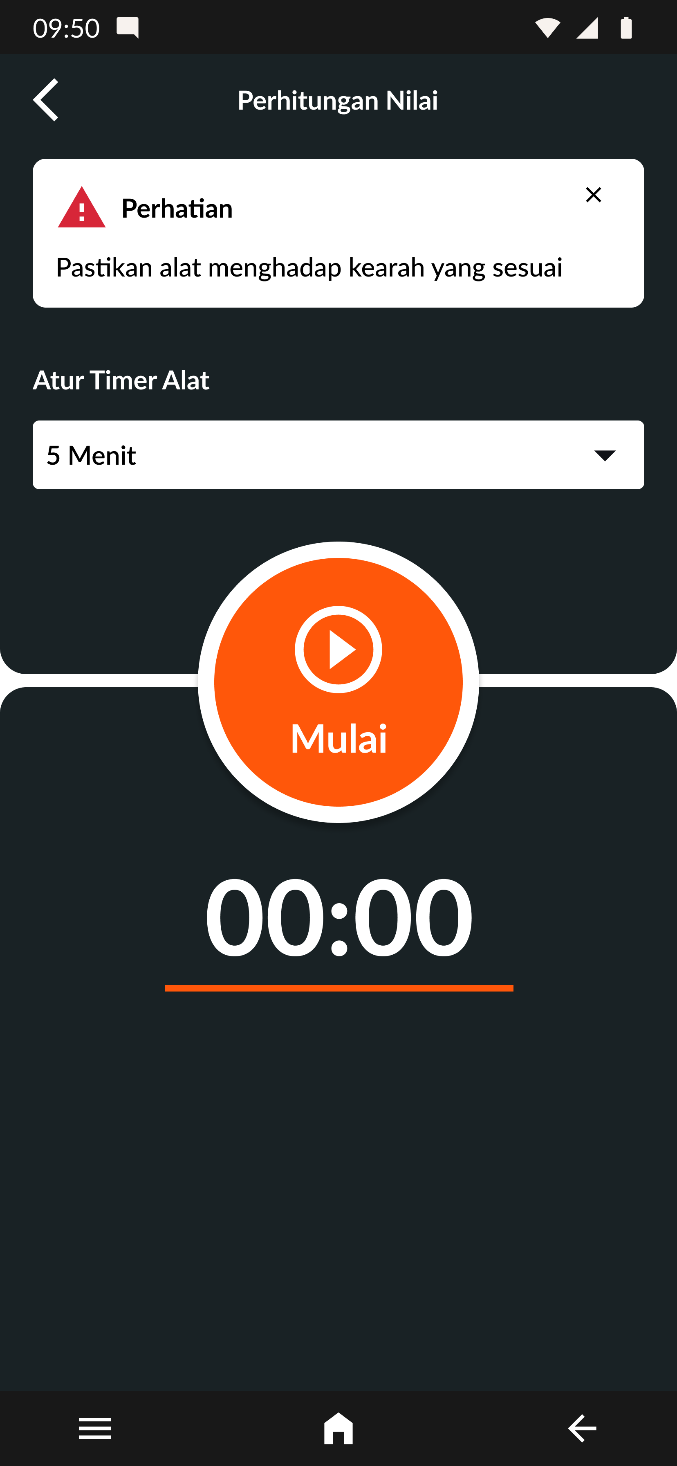 09:50
Perhitungan Nilai
Perhatian
Pastikan alat menghadap kearah yang sesuai
Atur Timer Alat
5 Menit
Mulai
00:00